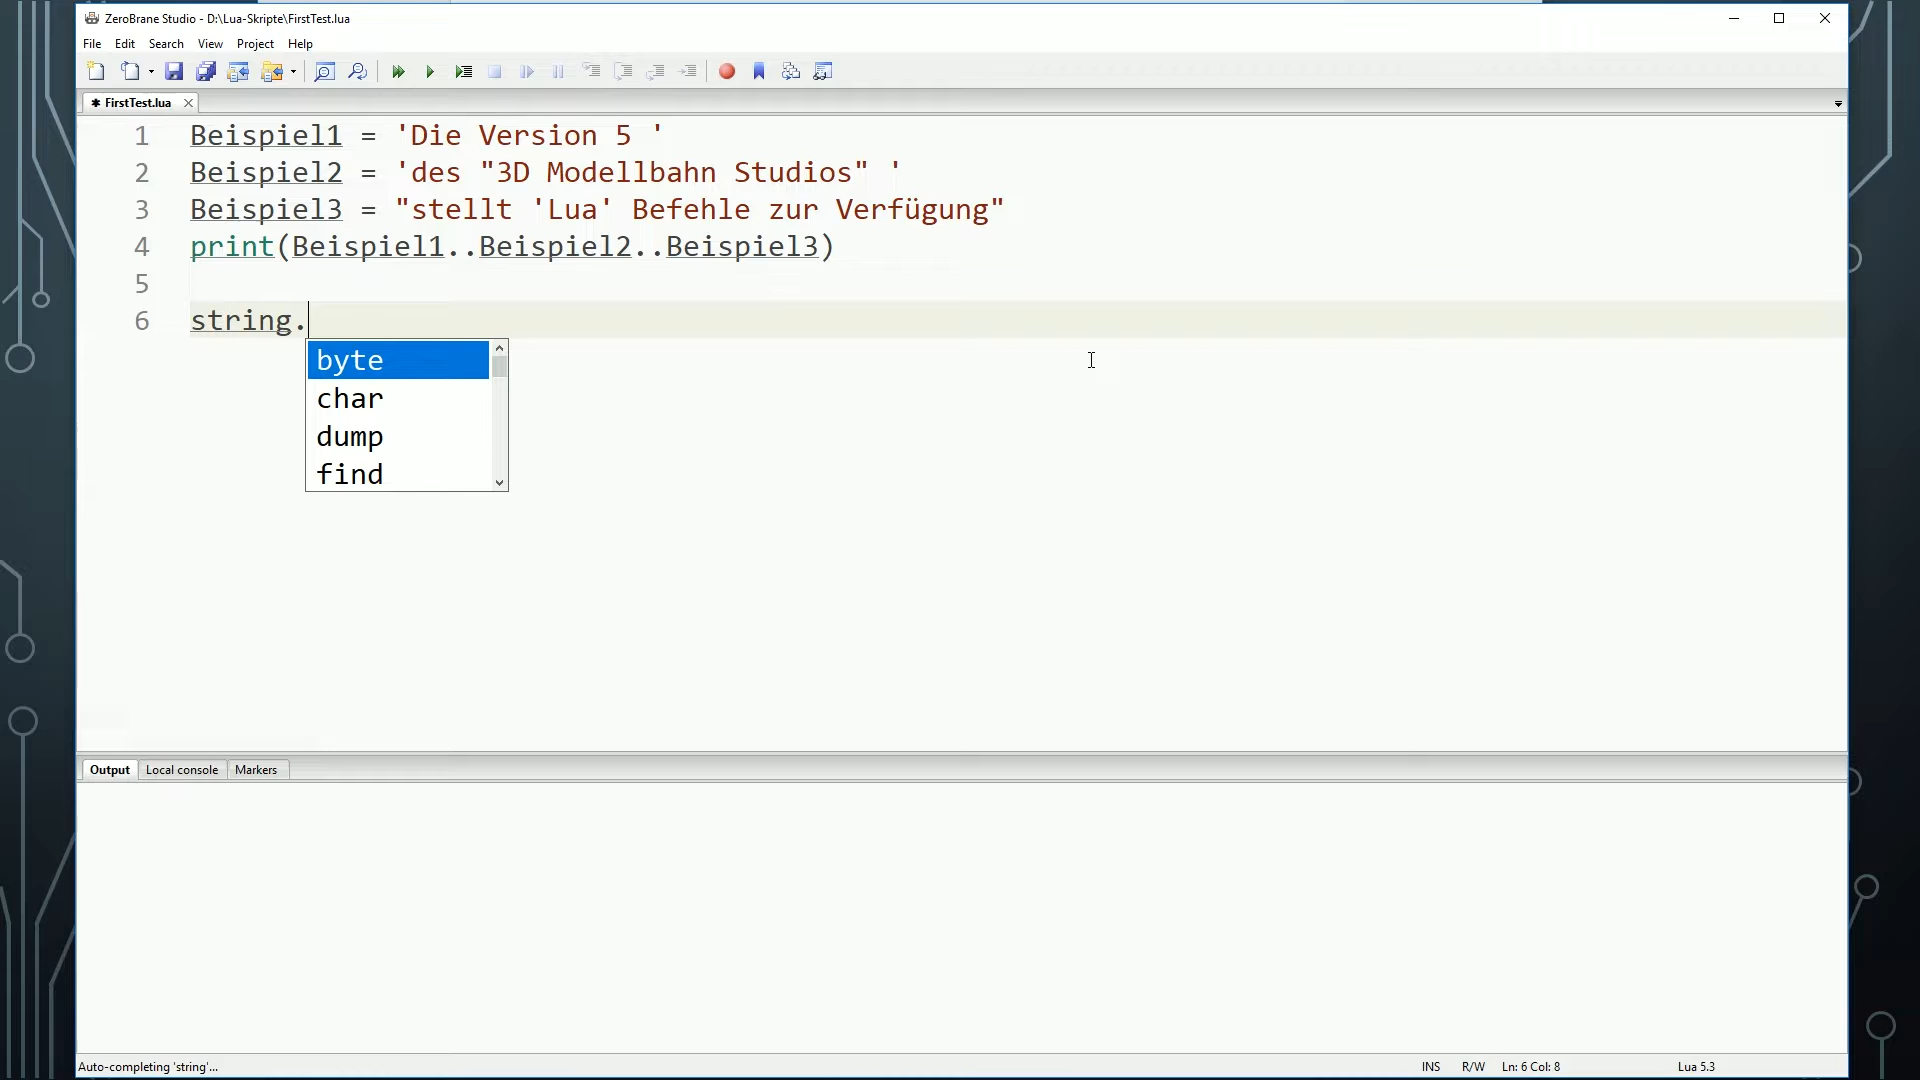 ZeroBrane Studio - D:\Lua-Skripte\FirstTest.lua
File Edit Search View Project Help
✱ FirstTest.lua
1 Beispiel1 = 'Die Version 5 '
2 Beispiel2 = 'des "3D Modellbahn Studios" '
3 Beispiel3 = "stellt 'Lua' Befehle zur Verfügung"
4 print(Beispiel1..Beispiel2..Beispiel3)
5
6 string.
byte
char
dump
find
Output Local console Markers
Auto-completing 'string'... INS R/W Ln: 6 Col: 8 Lua 5.3